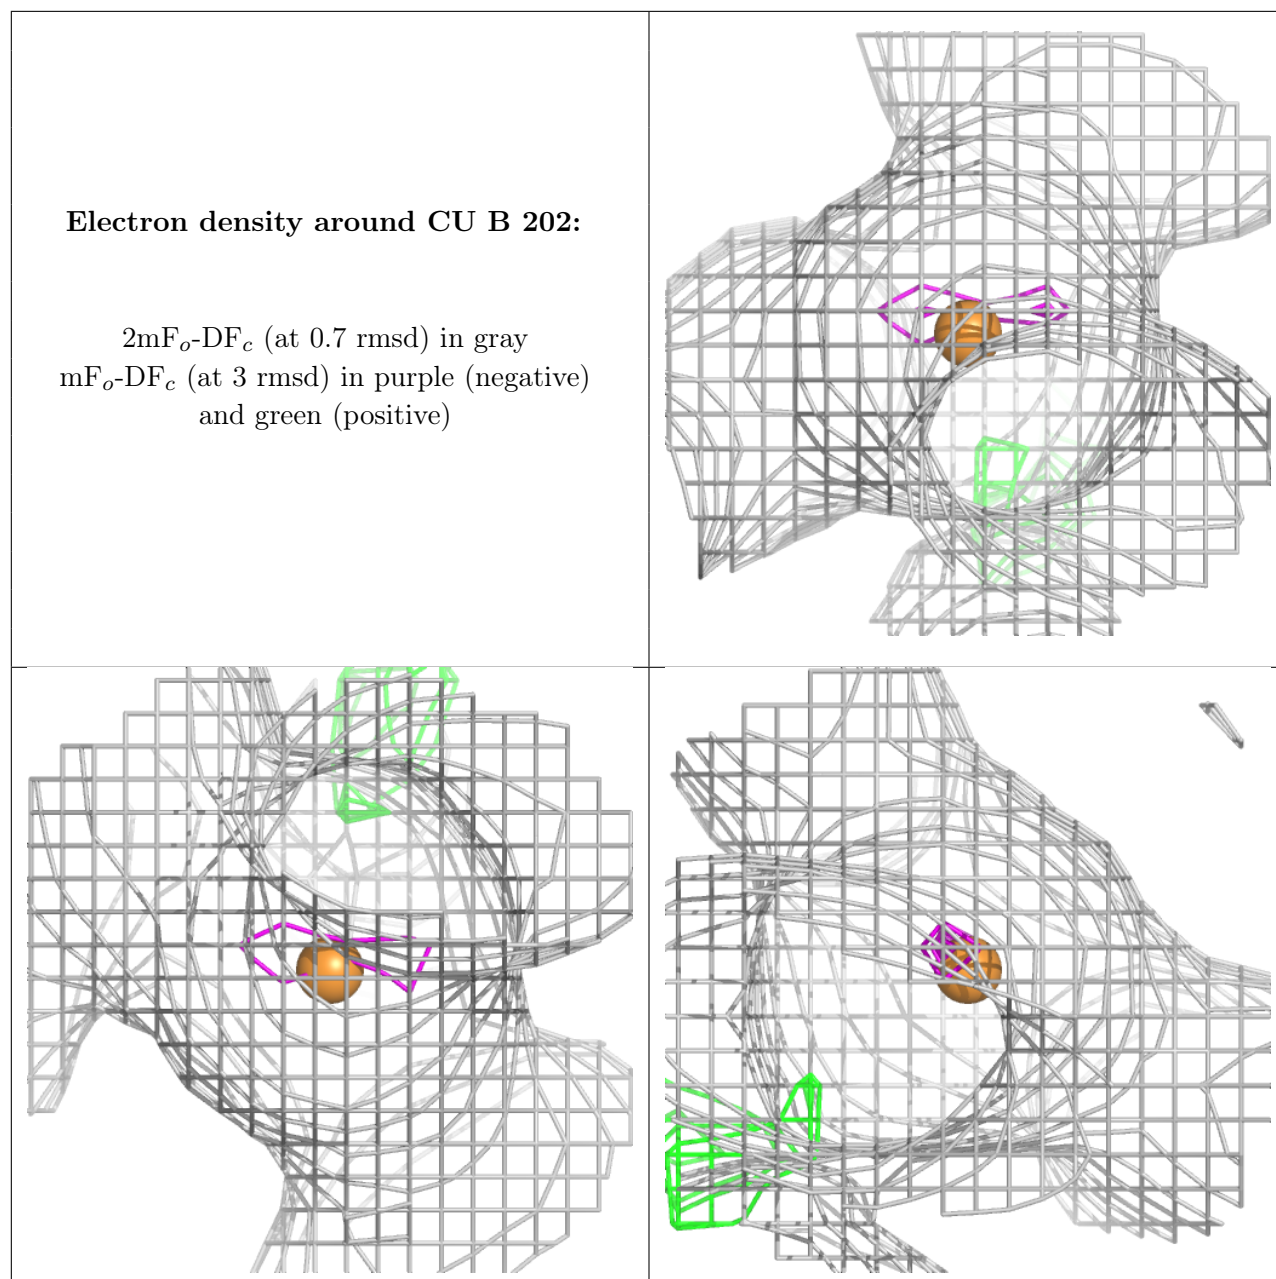 Electron density around CU B 202:
2mFo-DFc (at 0.7 rmsd) in gray
mFo-DFc (at 3 rmsd) in purple (negative)
and green (positive)